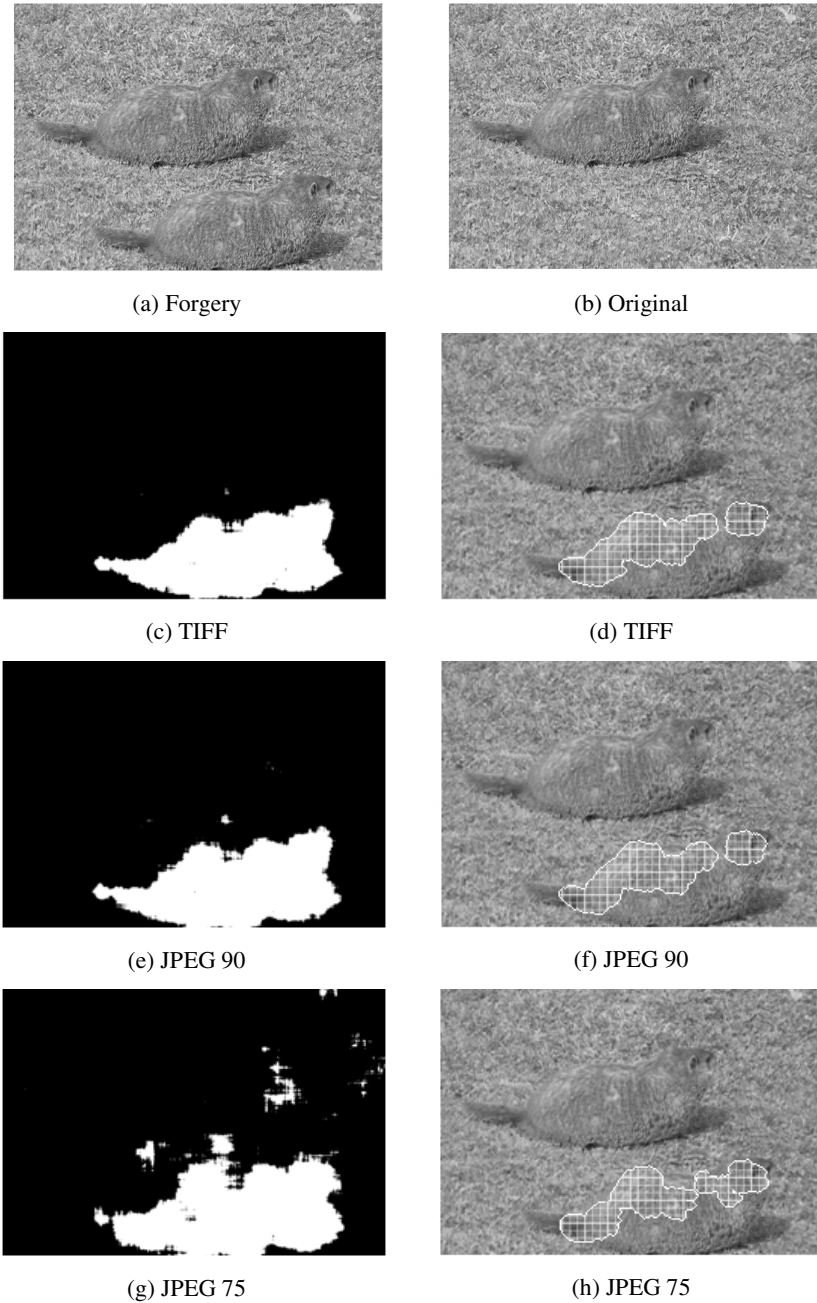 (a) Forgery
(b) Original
(c) TIFF
(d) TIFF
(e) JPEG 90
(f) JPEG 90
(g) JPEG 75
(h) JPEG 75